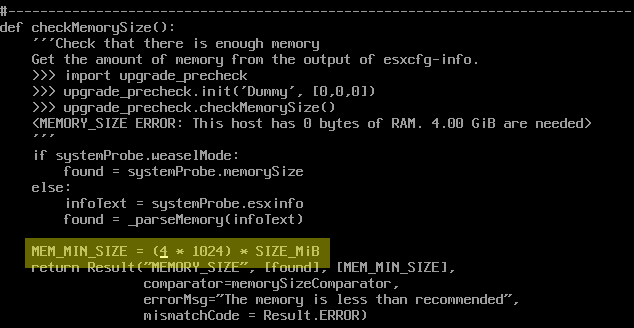 #------------------------------------------------------------------------------
def checkMemorySize():
    '''Check that there is enough memory
    Get the amount of memory from the output of esxcfg-info.
    >>> import upgrade_precheck
    >>> upgrade_precheck.init('Dummy', [0,0,0])
    >>> upgrade_precheck.checkMemorySize()
    <MEMORY_SIZE ERROR: This host has 0 bytes of RAM. 4.00 GiB are needed>
    '''
    if systemProbe.weaselMode:
        found = systemProbe.memorySize
    else:
        infoText = systemProbe.esxinfo
        found = _parseMemory(infoText)
    MEM_MIN_SIZE = (4 * 1024) * SIZE_MiB
    return Result("MEMORY_SIZE", [found], [MEM_MIN_SIZE],
                  comparator=memorySizeComparator,
                  errorMsg="The memory is less than recommended",
                  mismatchCode = Result.ERROR)